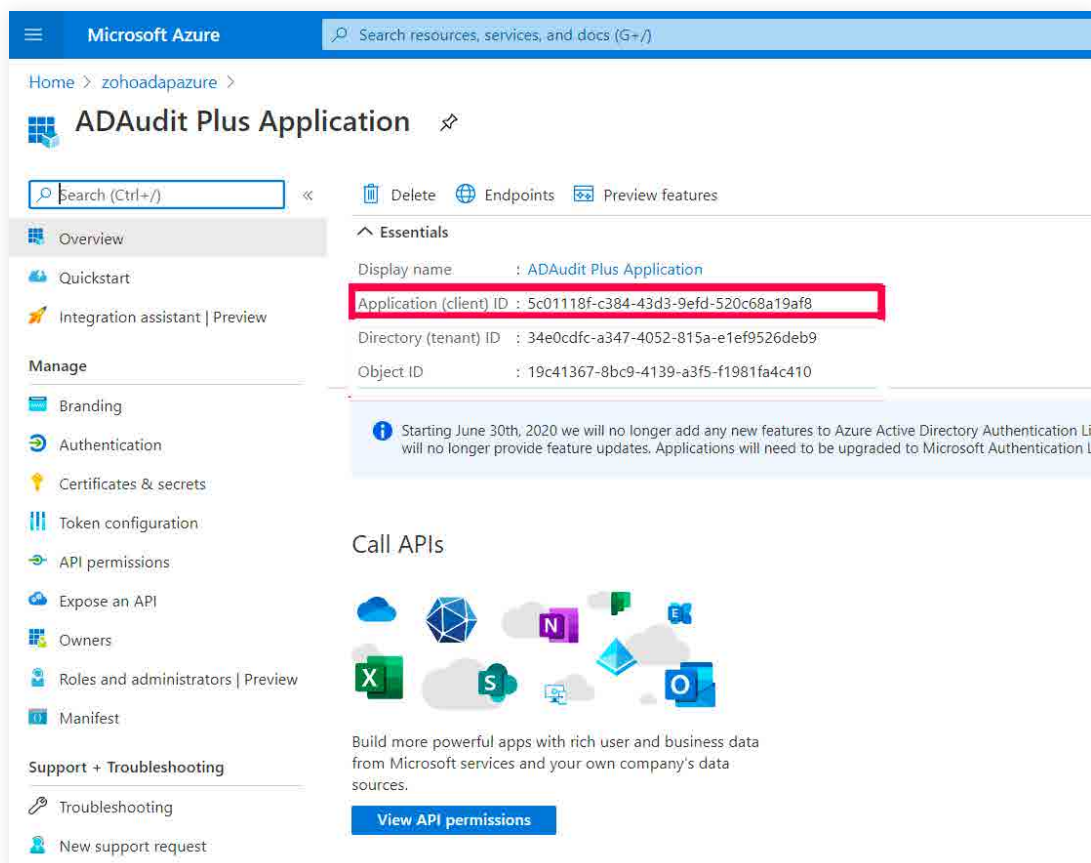 Microsoft Azure
Search resources, services, and docs (G+/)
Home > zohoadapazure >
ADAudit Plus Application
Search (Ctrl+/)
«
Delete
Endpoints
Preview features
Overview
Essentials
Quickstart
Display name : ADAudit Plus Application
Integration assistant | Preview
Application (client) ID : 5c01118f-c384-43d3-9efd-520c68a19af8
Directory (tenant) ID : 34e0cdfc-a347-4052-815a-e1ef9526deb9
Object ID : 19c41367-8bc9-4139-a3f5-f1981fa4c410
Manage
Branding
Authentication
Certificates & secrets
Token configuration
API permissions
Expose an API
Owners
Roles and administrators | Preview
Manifest
Support + Troubleshooting
Troubleshooting
New support request
Starting June 30th, 2020 we will no longer add any new features to Azure Active Directory Authentication Li
will no longer provide feature updates. Applications will need to be upgraded to Microsoft Authentication L
Call APIs
N
E
X
S
O
Build more powerful apps with rich user and business data
from Microsoft services and your own company's data
sources.
View API permissions